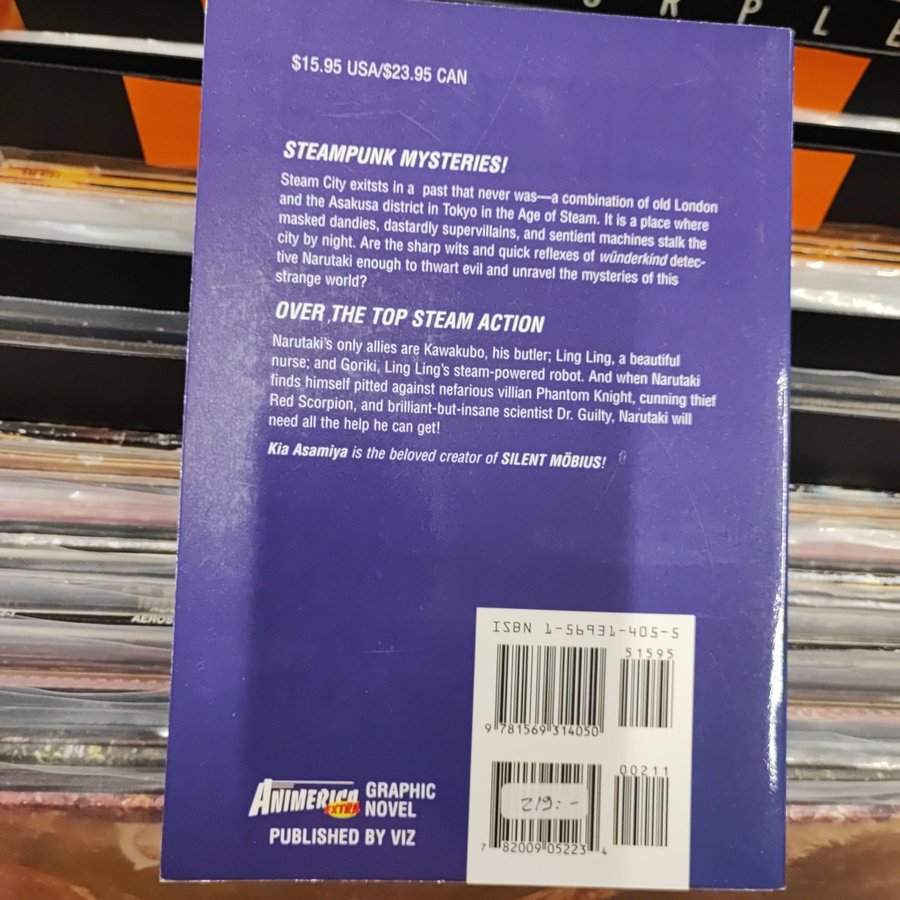 R P L E
$15.95 USA/$23.95 CAN
STEAMPUNK MYSTERIES!
Steam City exitsts in a past that never was—a combination of old London
and the Asakusa district in Tokyo in the Age of Steam. It is a place where
masked dandies, dastardly supervillains, and sentient machines stalk the
city by night. Are the sharp wits and quick reflexes of wünderkind detec-
tive Narutaki enough to thwart evil and unravel the mysteries of this
strange world?
OVER THE TOP STEAM ACTION
Narutaki's only allies are Kawakubo, his butler; Ling Ling, a beautiful
nurse; and Goriki, Ling Ling's steam-powered robot. And when Narutaki
finds himself pitted against nefarious villian Phantom Knight, cunning thief
Red Scorpion, and brilliant-but-insane scientist Dr. Guilty, Narutaki will
need all the help he can get!
Kia Asamiya is the beloved creator of SILENT MÖBIUS!
ISBN 1-56931-405-5
51595
9 781569 314050
00211
219:-
7 82009 05223 4
ANIMERICA EXTRA GRAPHIC NOVEL
PUBLISHED BY VIZ